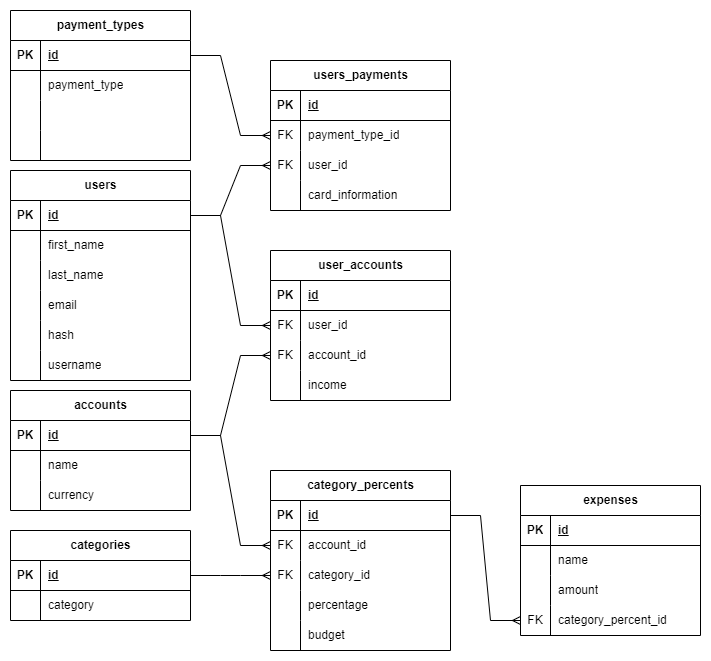 payment_types
PK id
payment_type
users_payments
PK id
FK payment_type_id
FK user_id
card_information
users
PK id
first_name
last_name
email
hash
username
user_accounts
PK id
FK user_id
FK account_id
income
accounts
PK id
name
currency
category_percents
PK id
FK account_id
FK category_id
percentage
budget
expenses
PK id
name
amount
FK category_percent_id
categories
PK id
category